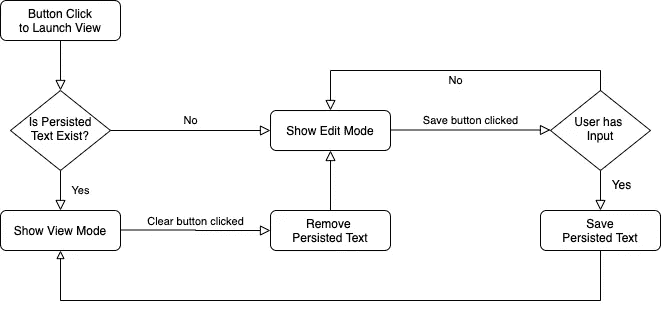 Button Click
to Launch View
No
Is Persisted
Text Exist?
No
Show Edit Mode
Save button clicked
User has
Input
Yes
Yes
Show View Mode
Clear button clicked
Remove
Persisted Text
Save
Persisted Text